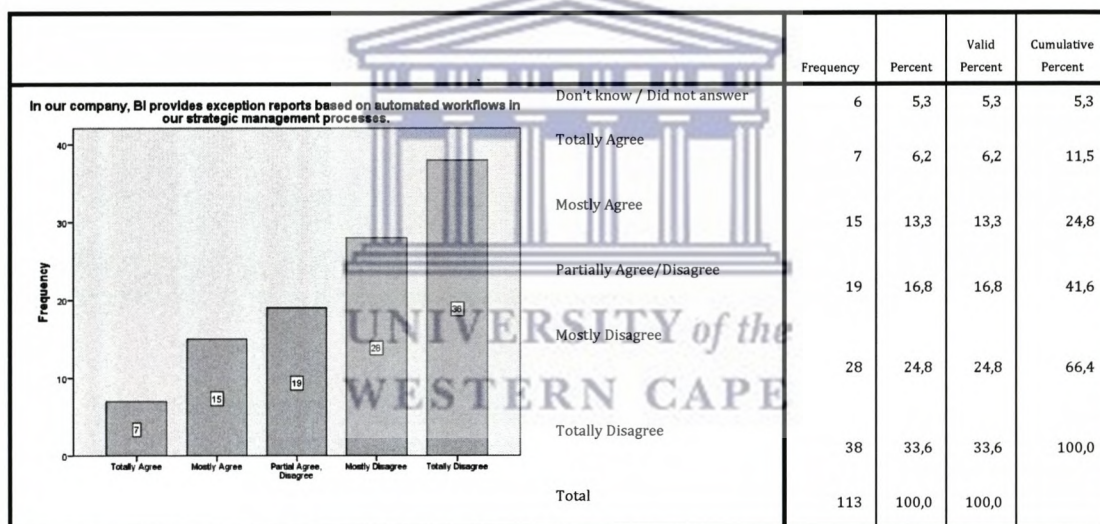 Frequency Percent Valid Percent Cumulative Percent
In our company, BI provides exception reports based on automated workflows in
our strategic management processes.
Frequency
40
30
20
10
0
7
15
19
28
38
Totally Agree
Mostly Agree
Partial Agree,
Disagree
Mostly Disagree
Totally Disagree
Don't know / Did not answer 6 5,3 5,3 5,3
Totally Agree 7 6,2 6,2 11,5
Mostly Agree 15 13,3 13,3 24,8
Partially Agree/Disagree 19 16,8 16,8 41,6
Mostly Disagree 28 24,8 24,8 66,4
Totally Disagree 38 33,6 33,6 100,0
Total 113 100,0 100,0
UNIVERSITY of the
WESTERN CAPE